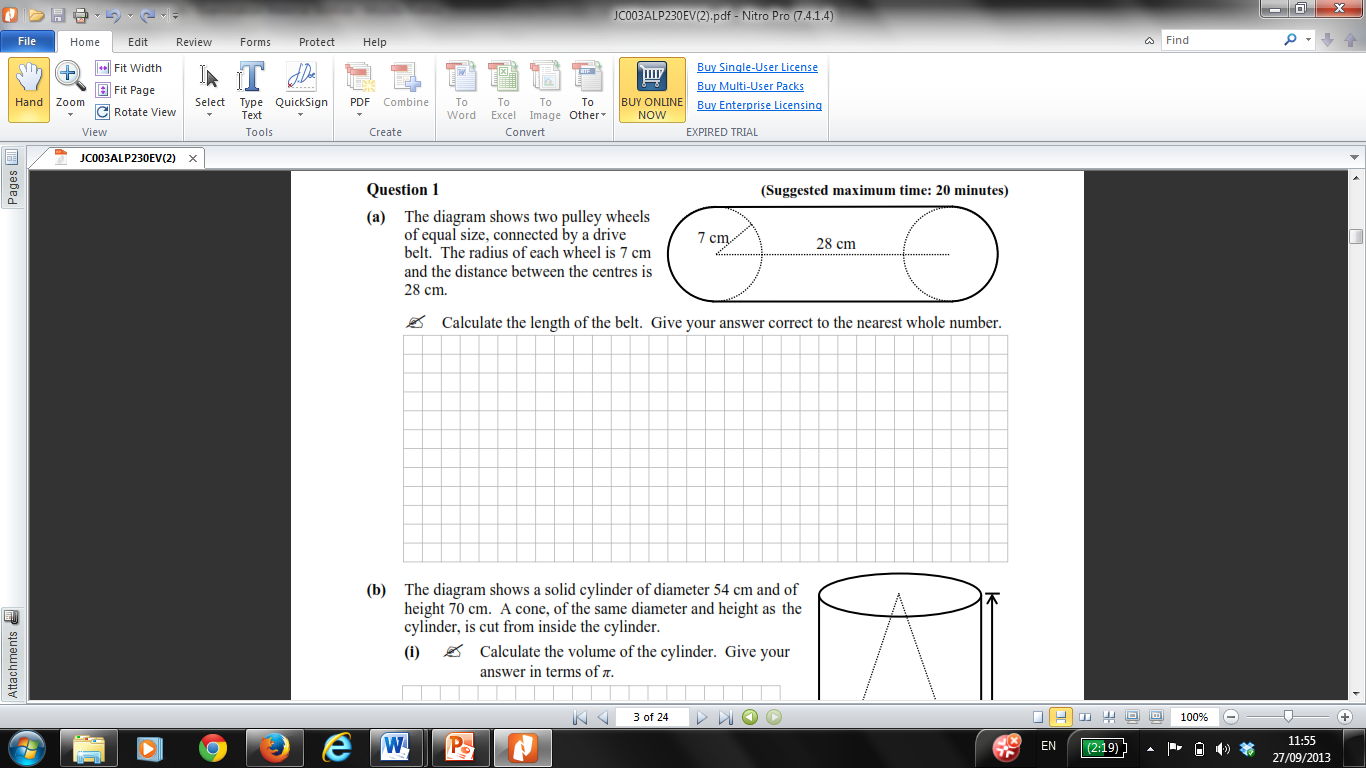 JC003ALP230EV(2).pdf - Nitro Pro (7.4.1.4)
File Home Edit Review Forms Protect Help Find
Hand Zoom Fit Width Fit Page Rotate View
Select Type Text QuickSign
PDF Combine
To Word To Excel To Image To Other
BUY ONLINE NOW
Buy Single-User License
Buy Multi-User Packs
Buy Enterprise Licensing
View Tools Create Convert EXPIRED TRIAL
JC003ALP230EV(2)
Pages
Attachments
Question 1 (Suggested maximum time: 20 minutes)
(a) The diagram shows two pulley wheels
of equal size, connected by a drive
belt. The radius of each wheel is 7 cm
and the distance between the centres is
28 cm.
7 cm 28 cm
Calculate the length of the belt. Give your answer correct to the nearest whole number.
(b) The diagram shows a solid cylinder of diameter 54 cm and of
height 70 cm. A cone, of the same diameter and height as the
cylinder, is cut from inside the cylinder.
(i) Calculate the volume of the cylinder. Give your
answer in terms of π.
3 of 24 100%
EN (2:19) 11:55
27/09/2013